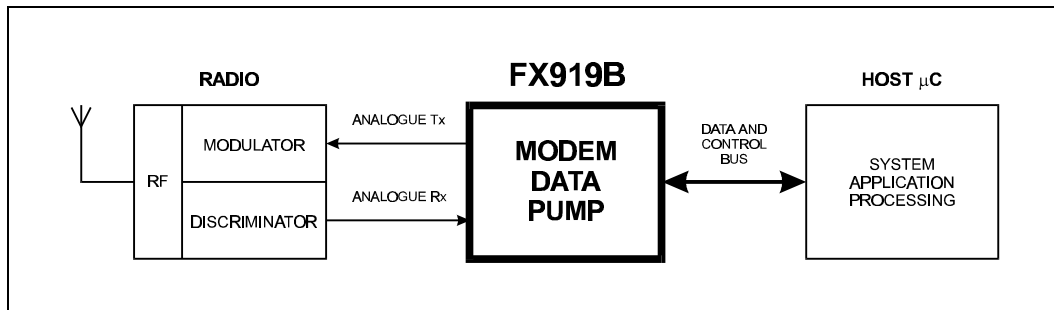 RADIO
RF
MODULATOR
DISCRIMINATOR
ANALOGUE Tx
ANALOGUE Rx
FX919B
MODEM
DATA
PUMP
DATA AND
CONTROL
BUS
HOST µC
SYSTEM
APPLICATION
PROCESSING